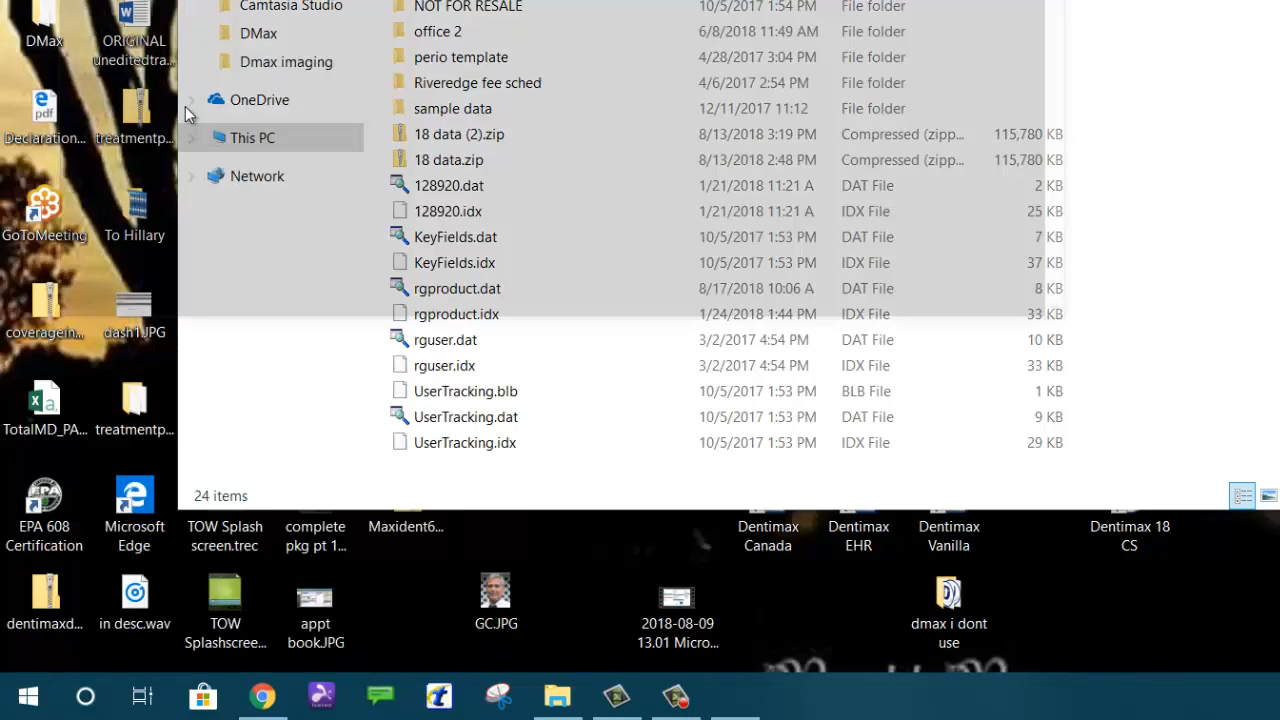 Camtasia Studio
DMax
Dmax imaging
OneDrive
This PC
Network
NOT FOR RESALE 10/5/2017 1:54 PM File folder
office 2 6/8/2018 11:49 AM File folder
perio template 4/28/2017 3:04 PM File folder
Riveredge fee sched 4/6/2017 2:54 PM File folder
sample data 12/11/2017 11:12 File folder
18 data (2).zip 8/13/2018 3:19 PM Compressed (zipp... 115,780 KB
18 data.zip 8/13/2018 2:48 PM Compressed (zipp... 115,780 KB
128920.dat 1/21/2018 11:21 A DAT File 2 KB
128920.idx 1/21/2018 11:21 A IDX File 25 KB
KeyFields.dat 10/5/2017 1:53 PM DAT File 7 KB
KeyFields.idx 10/5/2017 1:53 PM IDX File 37 KB
rgproduct.dat 8/17/2018 10:06 A DAT File 8 KB
rgproduct.idx 1/24/2018 1:44 PM IDX File 33 KB
rguser.dat 3/2/2017 4:54 PM DAT File 10 KB
rguser.idx 3/2/2017 4:54 PM IDX File 33 KB
UserTracking.blb 10/5/2017 1:53 PM BLB File 1 KB
UserTracking.dat 10/5/2017 1:53 PM DAT File 9 KB
UserTracking.idx 10/5/2017 1:53 PM IDX File 29 KB
24 items
DMax
ORIGINAL
uneditedtra...
pdf
Declaration...
treatmentp...
GoToMeeting
To Hillary
coveragein...
dash1.JPG
TotalMD_PA...
treatmentp...
EPA
EPA 608
Certification
Microsoft
Edge
TOW Splash
screen.trec
complete
pkg pt 1...
Maxident6...
Dentimax
Canada
Dentimax
EHR
Dentimax
Vanilla
Dentimax 18
CS
dentimaxd...
in desc.wav
TOW
Splashscree...
appt
book.JPG
GC.JPG
2018-08-09
13.01 Micro...
dmax i dont
use